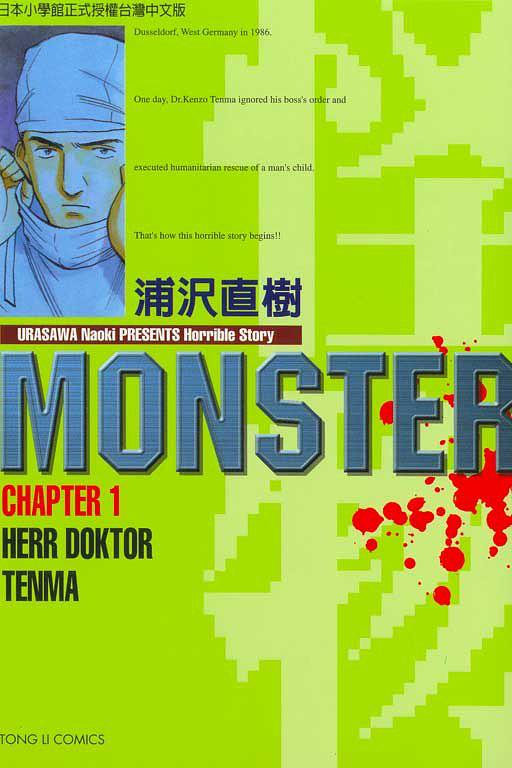 日本小學館正式授權台灣中文版
Dusseldorf, West Germany in 1986.
One day, Dr.Kenzo Tenma ignored his boss's order and
executed humanitarian rescue of a man's child.
That's how this horrible story begins!!
浦沢直樹
URASAWA Naoki PRESENTS Horrible Story
MONSTER
CHAPTER 1
HERR DOKTOR
TENMA
怪物
TONG LI COMICS